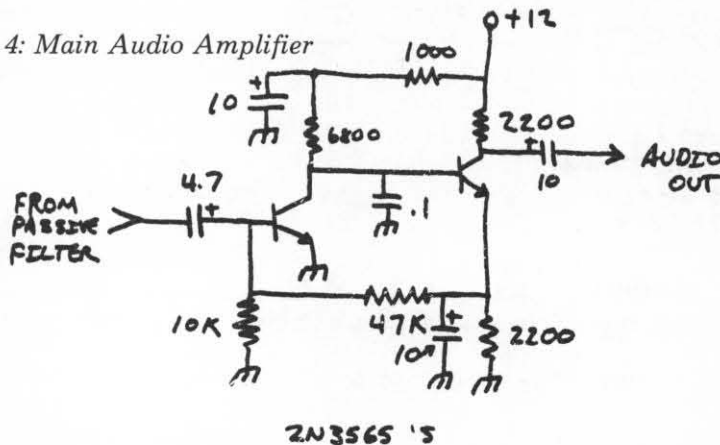 4: Main Audio Amplifier
+12
1000
10
+
6800
2200
+
10
AUDIO
OUT
4.7
+
.1
FROM
PASSIVE
FILTER
10K
47K
+
10
2200
2N3565 'S